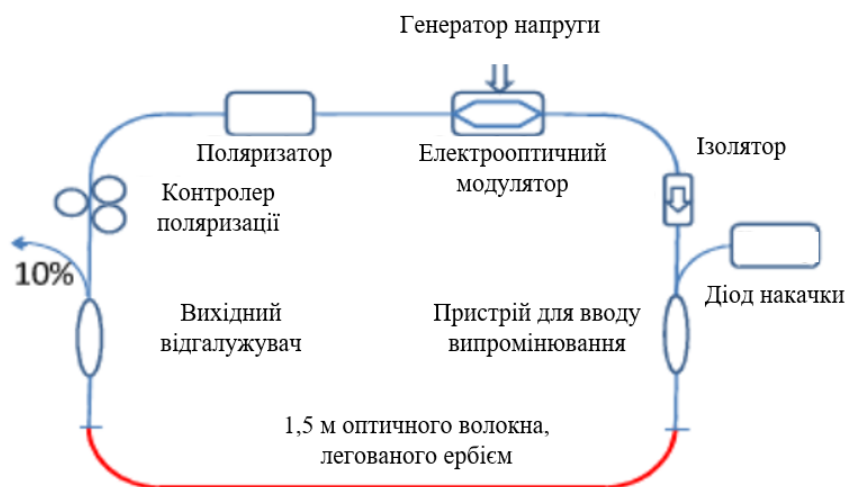 Генератор напруги
Поляризатор
Електрооптичний
модулятор
Ізолятор
Контролер
поляризації
10%
Діод накачки
Вихідний
відгалужувач
Пристрій для вводу
випромінювання
1,5 м оптичного волокна,
легованого ербієм